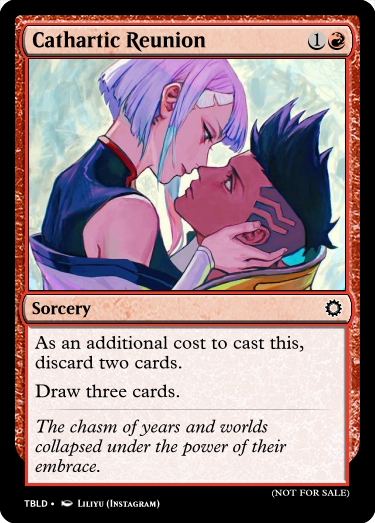 Cathartic Reunion 1
Sorcery
As an additional cost to cast this,
discard two cards.
Draw three cards.
The chasm of years and worlds
collapsed under the power of their
embrace.
(NOT FOR SALE)
TBLD • LILIYU (INSTAGRAM)